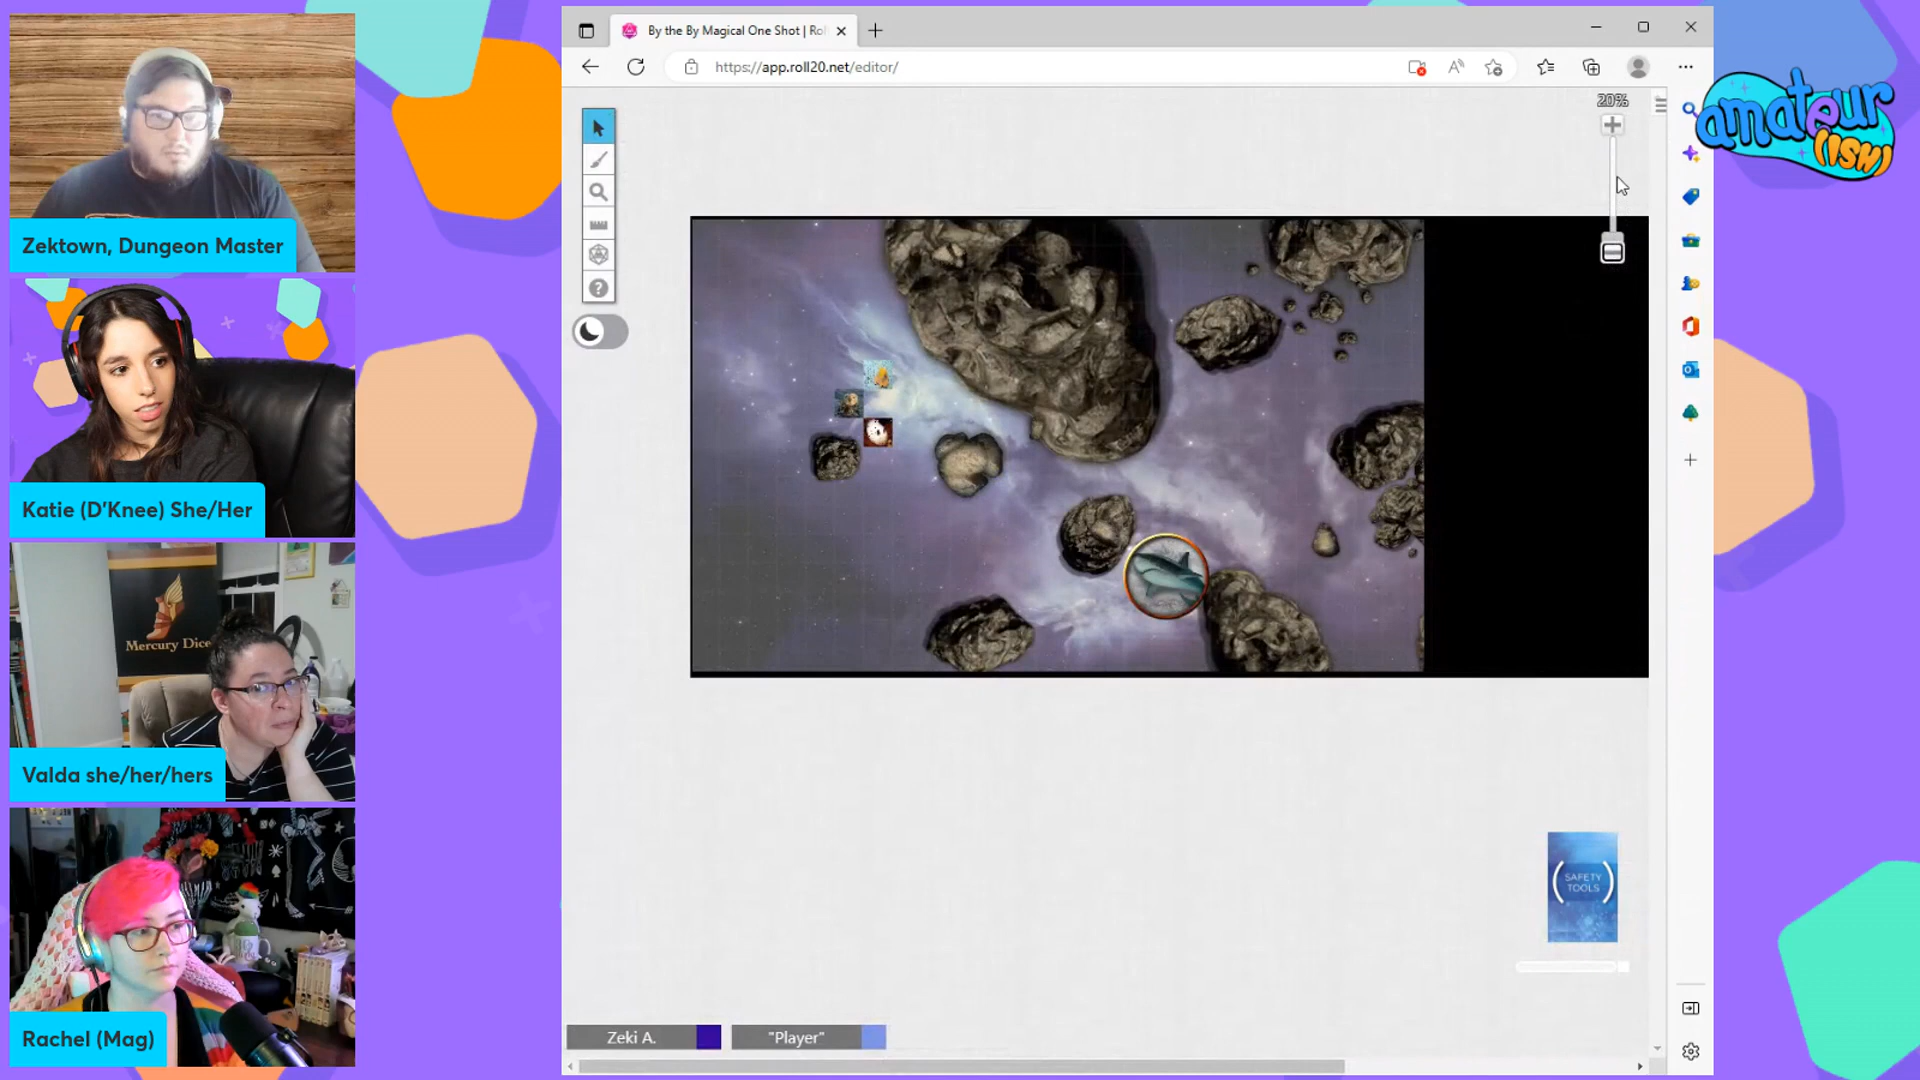 By the By Magical One Shot | Rol
https://app.roll20.net/editor/
20%
amateur
(ISH)
Zektown, Dungeon Master
Katie (D'Knee) She/Her
Mercury Dice
Valda she/her/hers
SAFETY
TOOLS
Rachel (Mag)
Zeki A.
"Player"